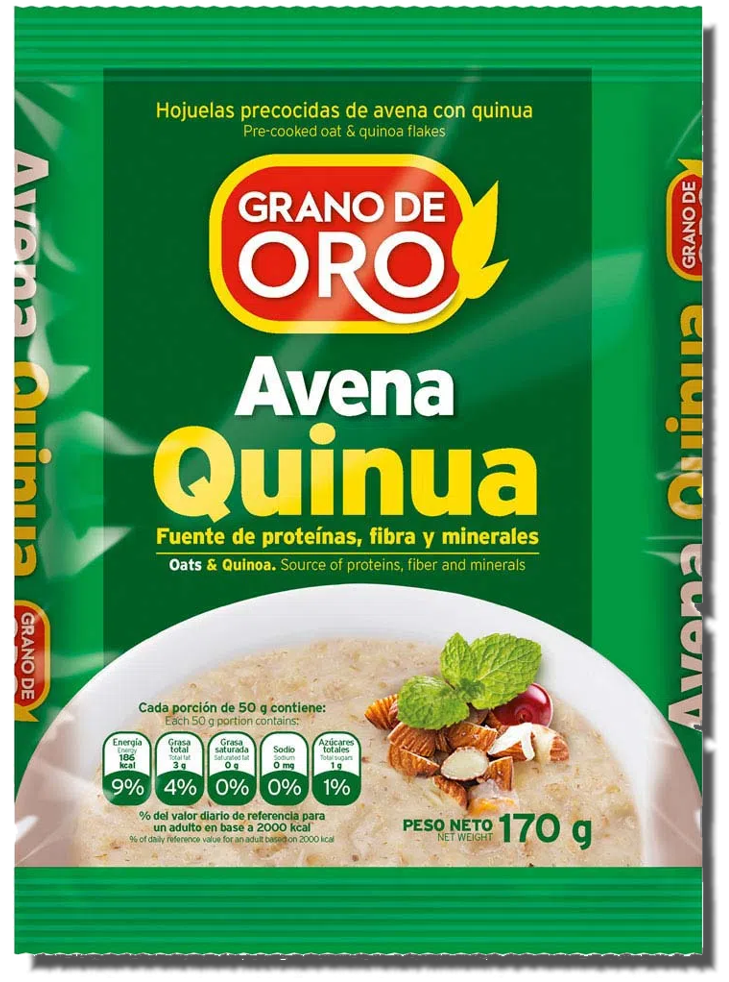 Hojuelas precocidas de avena con quinua
Pre-cooked oat & quinoa flakes
GRANO DE
ORO
Avena
Quinua
Fuente de proteínas, fibra y minerales
Oats & Quinoa. Source of proteins, fiber and minerals
Avena Quinua
GRANO DE
GRANO DE
Avena Quinua
Cada porción de 50 g contiene:
Each 50 g portion contains:
Energía
Energy
186
kcal
9%
Grasa
total
Total fat
3 g
4%
Grasa
saturada
Saturated fat
0 g
0%
Sodio
Sodium
0 mg
0%
Azúcares
totales
Total sugars
1 g
1%
% del valor diario de referencia para
un adulto en base a 2000 kcal
% of daily reference value for an adult based on 2000 kcal
PESO NETO 170 g
NET WEIGHT